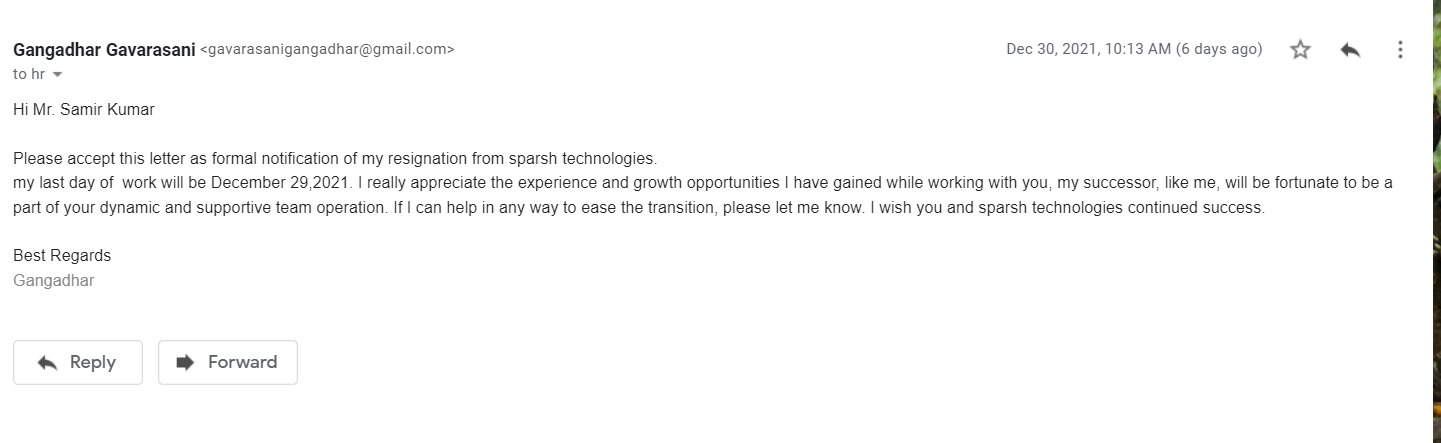 Gangadhar Gavarasani <gavarasanigangadhar@gmail.com> Dec 30, 2021, 10:13 AM (6 days ago)
to hr
Hi Mr. Samir Kumar
Please accept this letter as formal notification of my resignation from sparsh technologies.
my last day of  work will be December 29,2021. I really appreciate the experience and growth opportunities I have gained while working with you, my successor, like me, will be fortunate to be a
part of your dynamic and supportive team operation. If I can help in any way to ease the transition, please let me know. I wish you and sparsh technologies continued success.
Best Regards
Gangadhar
Reply Forward